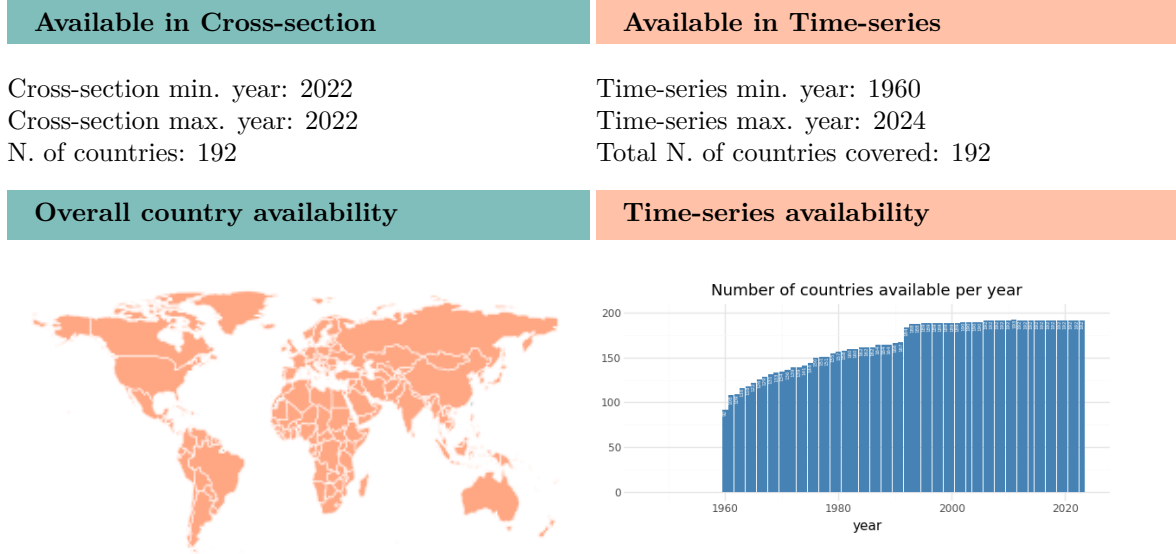 Available in Cross-section
Available in Time-series
Cross-section min. year: 2022
Cross-section max. year: 2022
N. of countries: 192
Time-series min. year: 1960
Time-series max. year: 2024
Total N. of countries covered: 192
Overall country availability
Time-series availability
Number of countries available per year
200
150
100
50
0
1960
1980
2000
2020
year